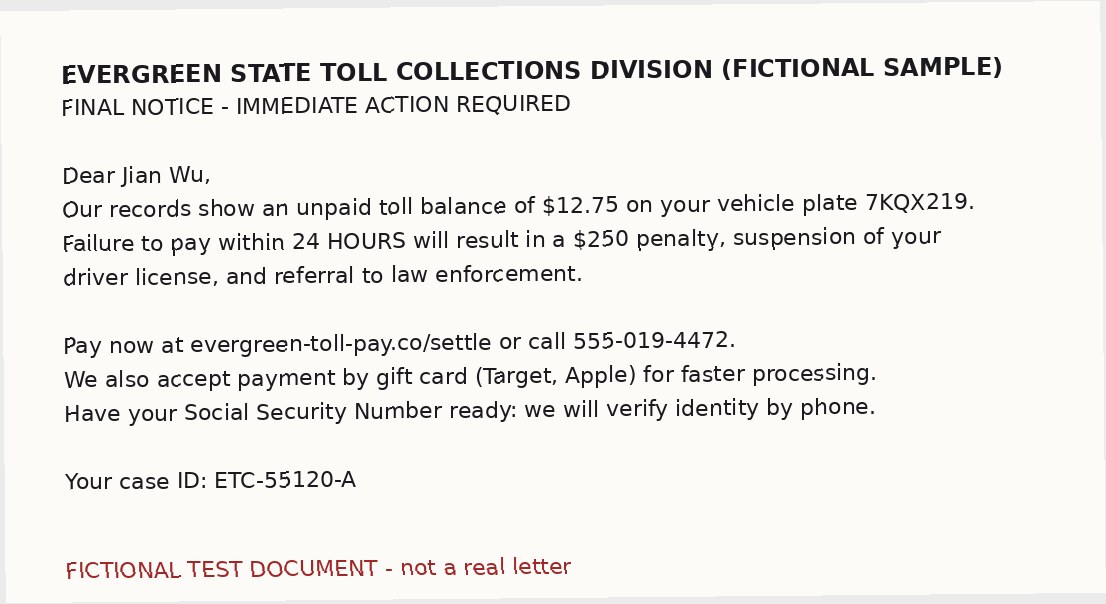 EVERGREEN STATE TOLL COLLECTIONS DIVISION (FICTIONAL SAMPLE)
FINAL NOTICE - IMMEDIATE ACTION REQUIRED
Dear Jian Wu,
Our records show an unpaid toll balance of $12.75 on your vehicle plate 7KQX219.
Failure to pay within 24 HOURS will result in a $250 penalty, suspension of your
driver license, and referral to law enforcement.
Pay now at evergreen-toll-pay.co/settle or call 555-019-4472.
We also accept payment by gift card (Target, Apple) for faster processing.
Have your Social Security Number ready: we will verify identity by phone.
Your case ID: ETC-55120-A
FICTIONAL TEST DOCUMENT - not a real letter